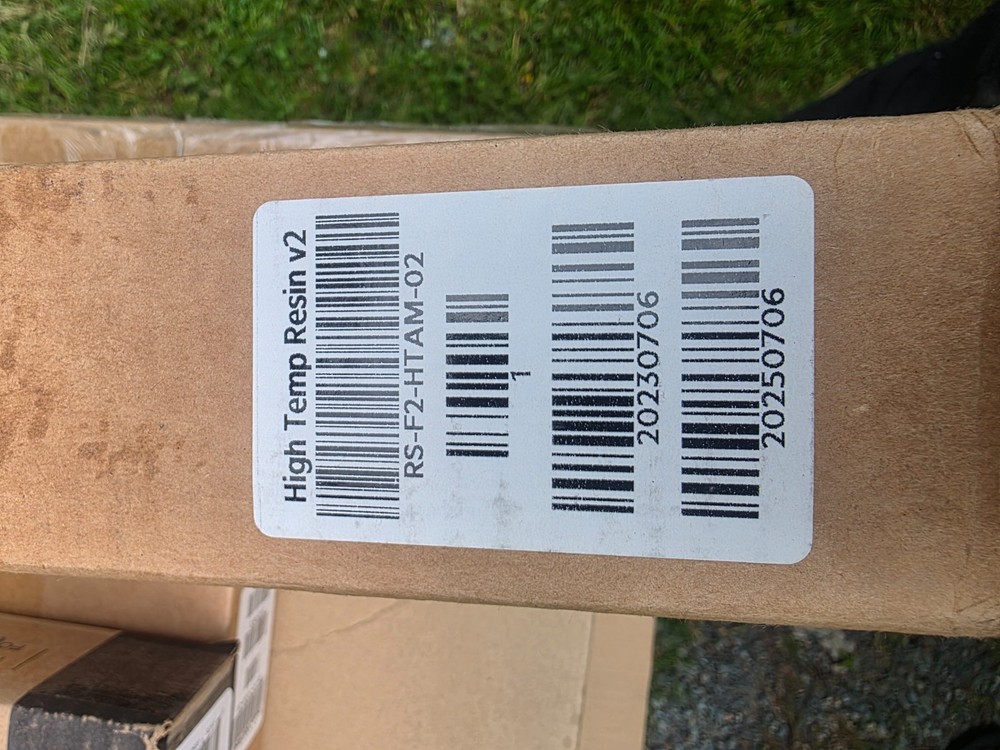 High Temp Resin v2
RS-F2-HTAM-02
1
20230706
20250706